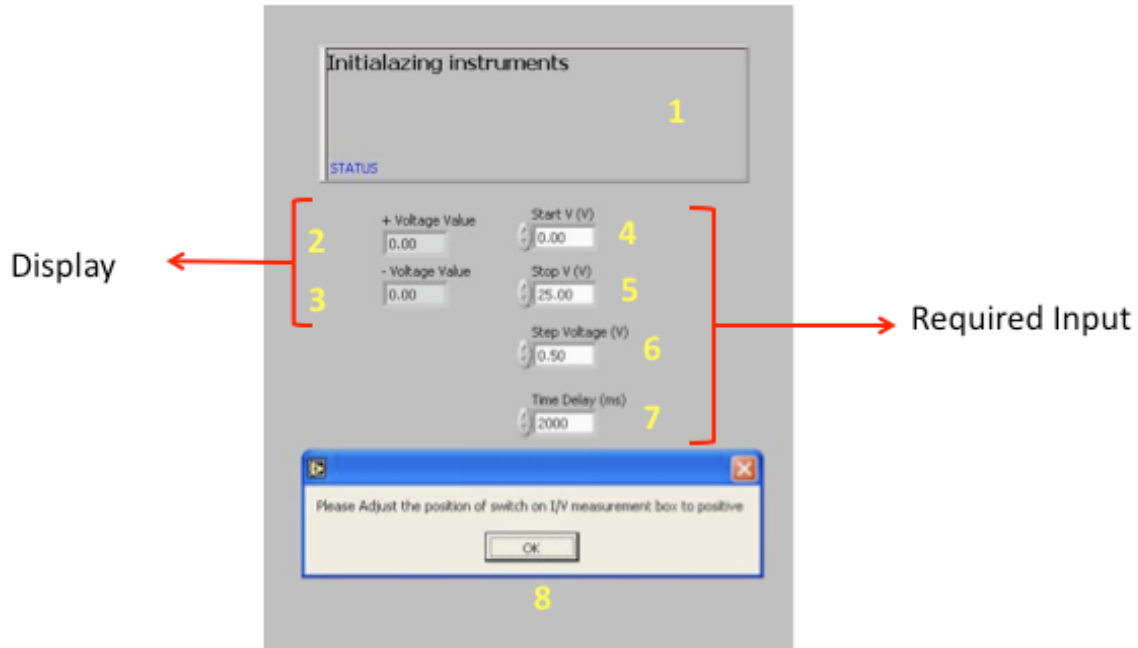 Initialazing instruments
1
STATUS
Display
2
+ Voltage Value
0.00
3
- Voltage Value
0.00
Start V (V)
0.00
4
Stop V (V)
25.00
5
Step Voltage (V)
0.50
6
Time Delay (ms)
2000
7
Required Input
Please Adjust the position of switch on I/V measurement box to positive
OK
8